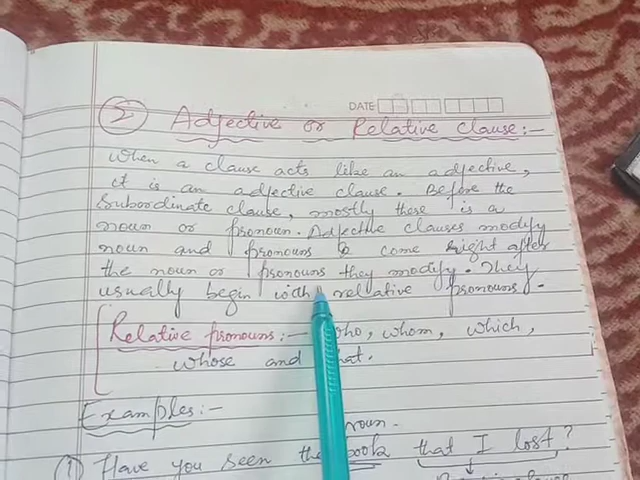 DATE
② Adjective or Relative Clause:-
When a clause acts like an adjective,
it is an adjective clause. Before the
subordinate clause, mostly there is a
noun or pronoun. Adjective clauses modify
noun and pronouns & come right after
the noun or pronouns they modify. They
usually begin with relative pronouns.
Relative pronouns:- who, whom, which,
whose and that.
Examples:-
noun.
① Have you seen the book that I lost?